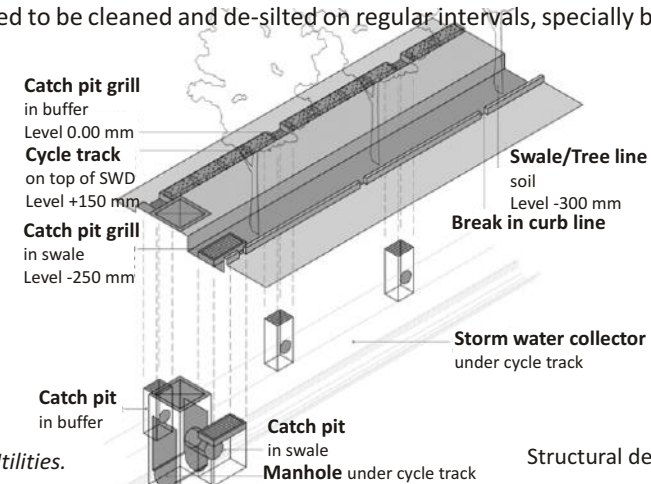 ed to be cleaned and de-silted on regular intervals, specially b
Catch pit grill
in buffer
Level 0.00 mm
Cycle track
on top of SWD
Level +150 mm
Catch pit grill
in swale
Level -250 mm
Swale/Tree line
soil
Level -300 mm
Break in curb line
Storm water collector
under cycle track
Catch pit
in buffer
Catch pit
in swale
Manhole under cycle track
tilities.
Structural de